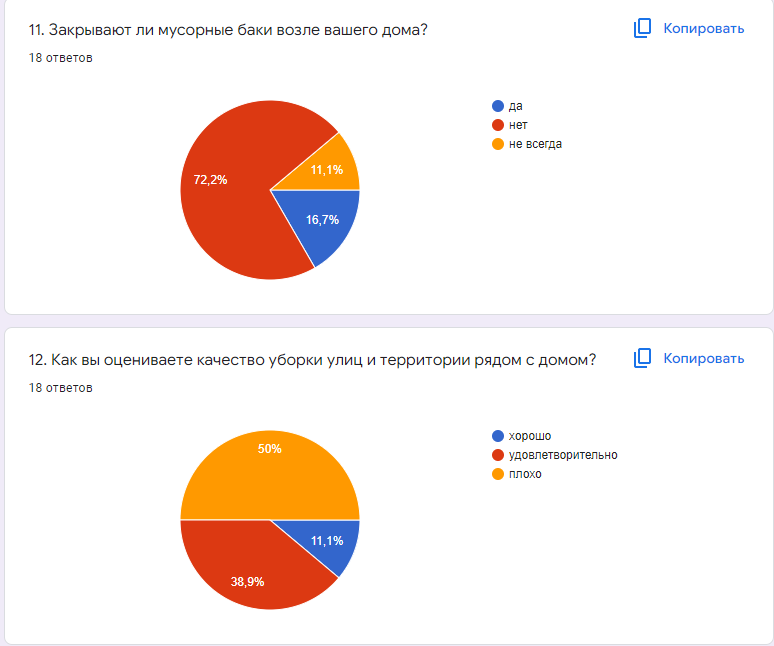 11. Закрывают ли мусорные баки возле вашего дома?
Копировать
18 ответов
да
нет
не всегда
72,2%
11,1%
16,7%
12. Как вы оцениваете качество уборки улиц и территории рядом с домом?
Копировать
18 ответов
хорошо
удовлетворительно
плохо
50%
11,1%
38,9%